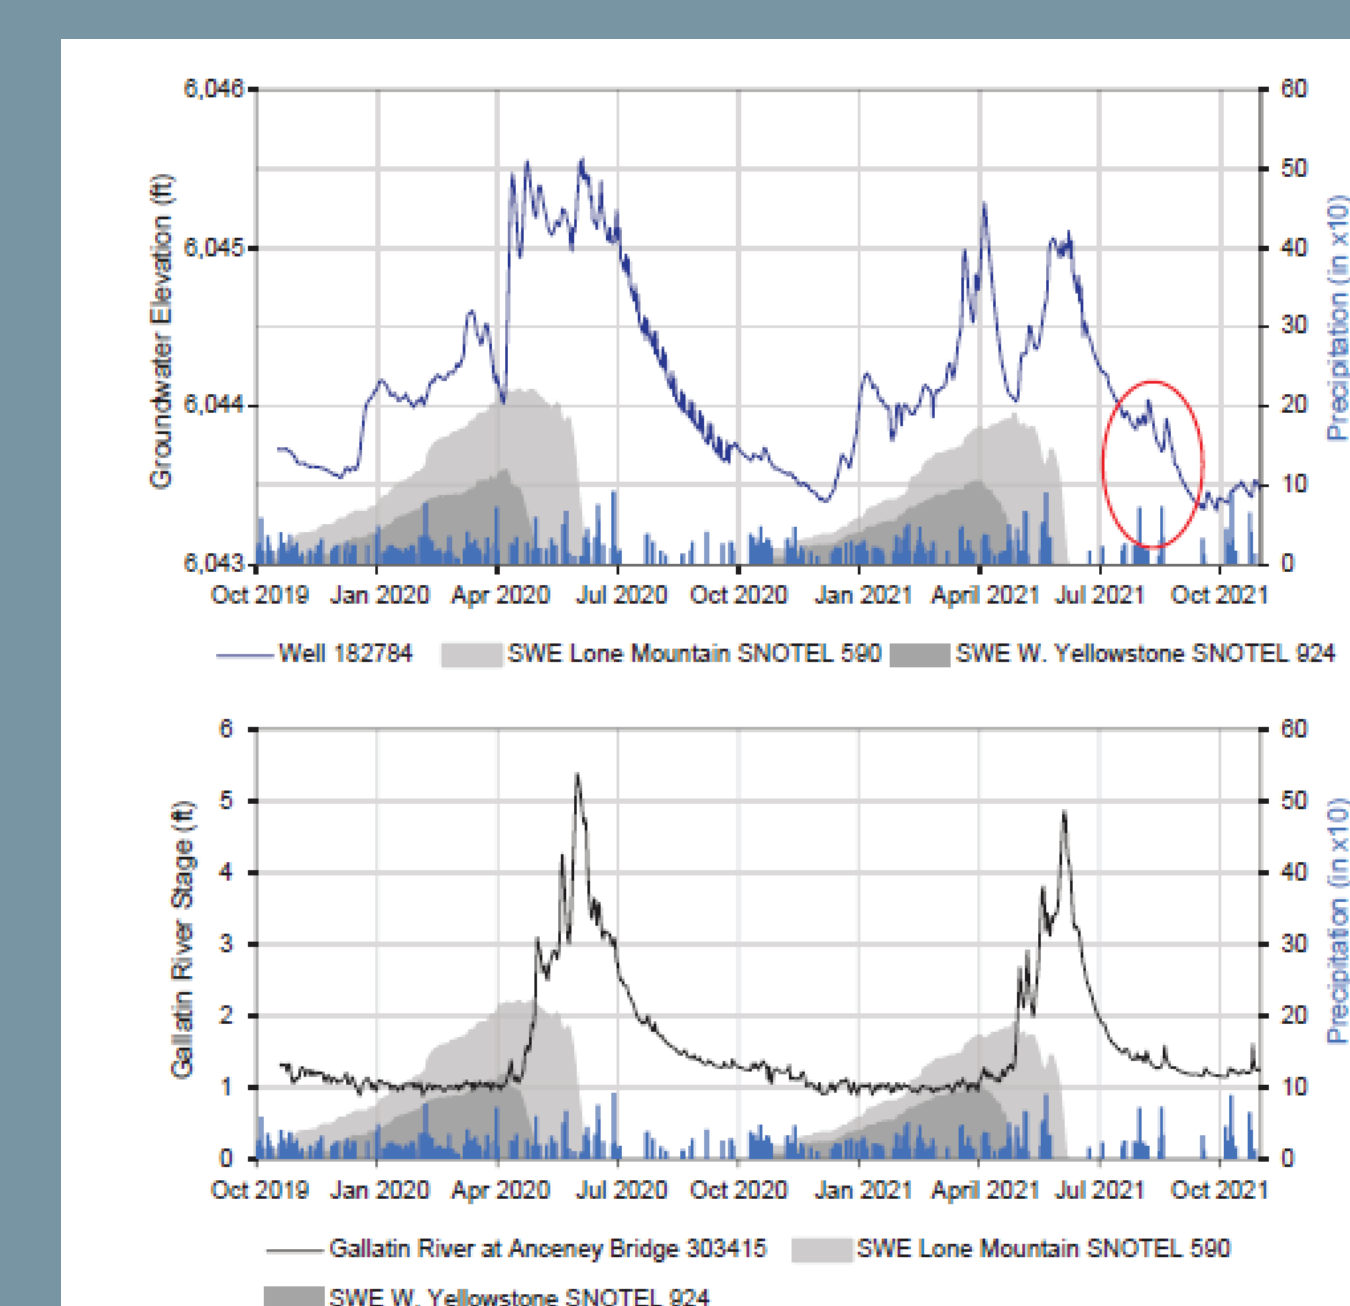 6,046
60
50
6,045
40
30
6,044
20
10
6,043
0
Groundwater Elevation (ft)
Precipitation (in x10)
Oct 2019 Jan 2020 Apr 2020 Jul 2020 Oct 2020 Jan 2021 April 2021 Jul 2021 Oct 2021
Well 182784 SWE Lone Mountain SNOTEL 590 SWE W. Yellowstone SNOTEL 924
6
60
5
50
4
40
3
30
2
20
1
10
0
0
Gallatin River Stage (ft)
Precipitation (in x10)
Oct 2019 Jan 2020 Apr 2020 Jul 2020 Oct 2020 Jan 2021 April 2021 Jul 2021 Oct 2021
Gallatin River at Anceney Bridge 303415 SWE Lone Mountain SNOTEL 590
SWE W. Yellowstone SNOTEL 924